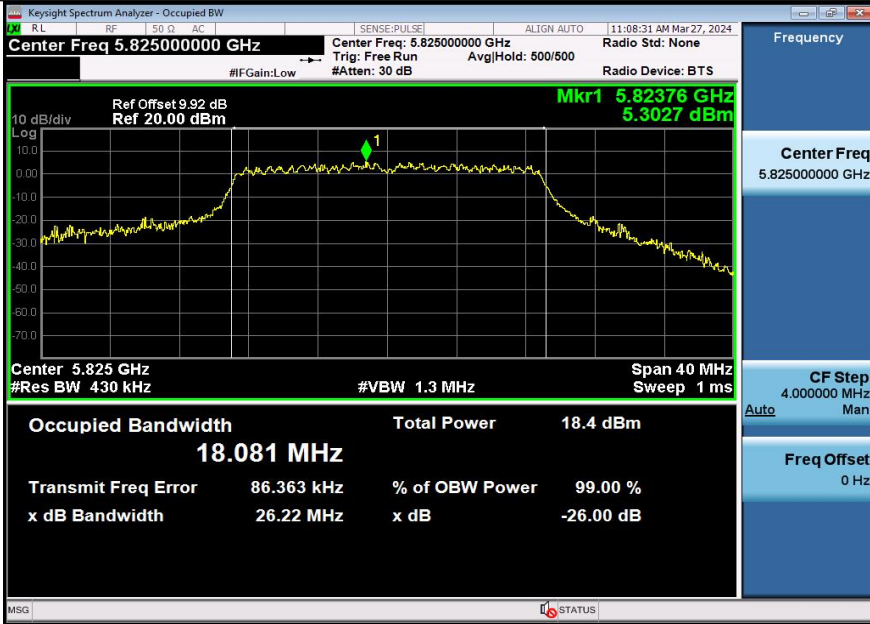 Keysight Spectrum Analyzer - Occupied BW
LXI RL RF 50 Ω AC SENSE:PULSE ALIGN AUTO 11:08:31 AM Mar 27, 2024
Center Freq 5.825000000 GHz
Center Freq: 5.825000000 GHz Radio Std: None
Trig: Free Run Avg|Hold: 500/500
#IFGain:Low #Atten: 30 dB Radio Device: BTS
Frequency
Mkr1 5.82376 GHz
5.3027 dBm
Ref Offset 9.92 dB
10 dB/div Ref 20.00 dBm
Log
1
10.0
0.00
-10.0
-20.0
-30.0
-40.0
-50.0
-60.0
-70.0
Center Freq
5.825000000 GHz
Center 5.825 GHz Span 40 MHz
#Res BW 430 kHz #VBW 1.3 MHz Sweep 1 ms
CF Step
4.000000 MHz
Auto Man
Occupied Bandwidth Total Power 18.4 dBm
18.081 MHz
Transmit Freq Error 86.363 kHz % of OBW Power 99.00 %
x dB Bandwidth 26.22 MHz x dB -26.00 dB
Freq Offset
0 Hz
MSG STATUS